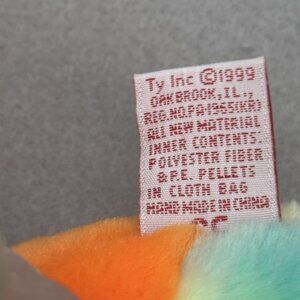 Ty Inc ©1999
OAKBROOK, IL.,
REG.NO.PA-1965(KR)
ALL NEW MATERIAL
INNER CONTENTS:
POLYESTER FIBER
& P.E. PELLETS
IN CLOTH BAG
HAND MADE IN CHINA